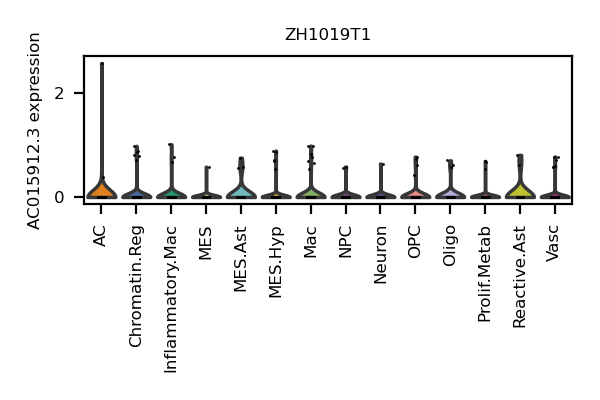 ZH1019T1
AC015912.3 expression
2
0
AC
Chromatin.Reg
Inflammatory.Mac
MES
MES.Ast
MES.Hyp
Mac
NPC
Neuron
OPC
Oligo
Prolif.Metab
Reactive.Ast
Vasc